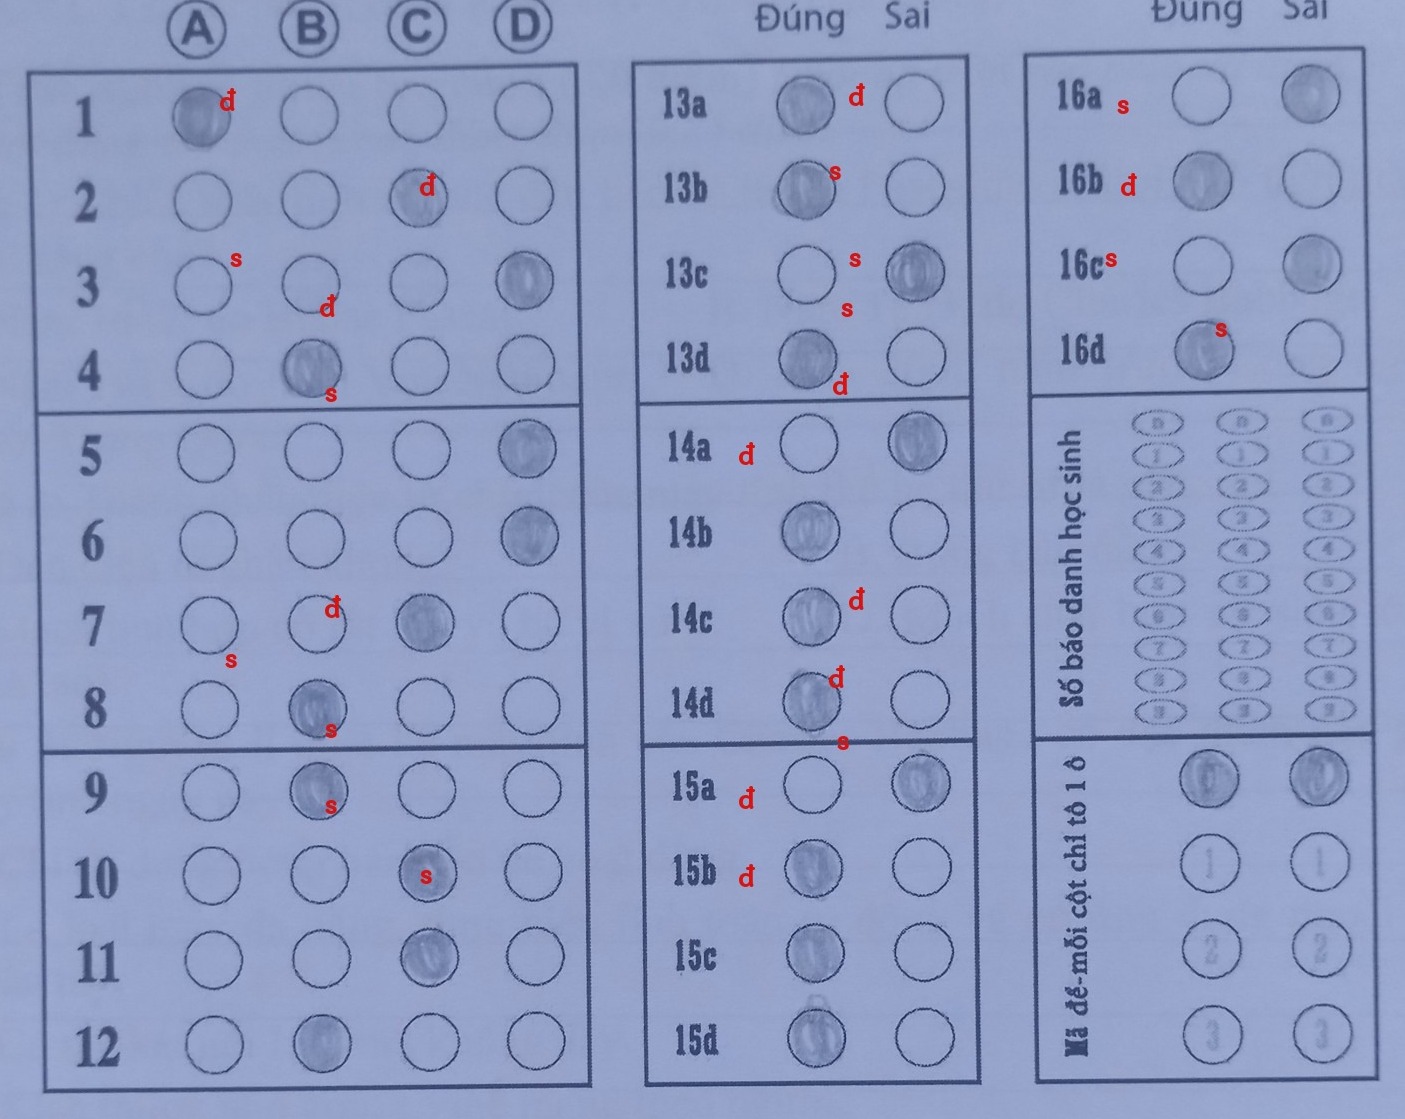 A B C D
1 đ
2 đ
s
3 đ
4 s
5
6
7 đ
s
8 s
9 s
10 s
11
12
Đúng Sai
13a đ
13b s
13c s
s
13d đ
14a đ
14b
14c đ
14d đ
s
15a đ
15b đ
15c
15d
Đúng Sai
16a s
16b đ
16c s
16d s
Số báo danh học sinh
0 0 0
1 1 1
2 2 2
3 3 3
4 4 4
5 5 5
6 6 6
7 7 7
8 8 8
9 9 9
Mã đề-mỗi cột chỉ tô 1 ô
0 0
1 1
2 2
3 3